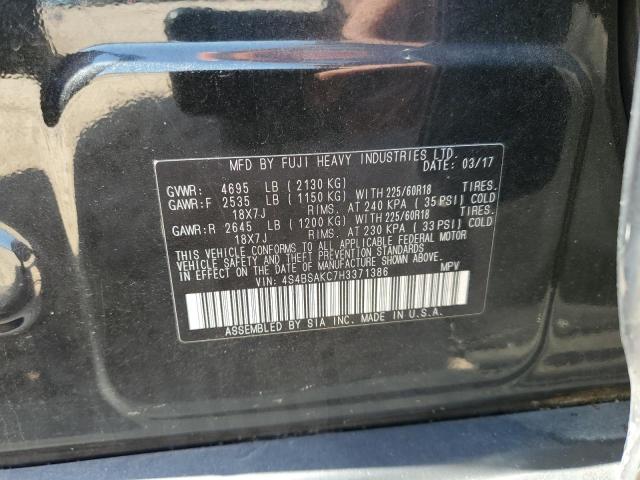 MFD BY FUJI HEAVY INDUSTRIES LTD.
DATE: 03/17
GVWR: 4695 LB ( 2130 KG)
GAWR: F 2535 LB ( 1150 KG) WITH 225/60R18 TIRES.
18X7J RIMS. AT 240 KPA ( 35 PSI) COLD
GAWR: R 2645 LB ( 1200 KG) WITH 225/60R18 TIRES.
18X7J RIMS. AT 230 KPA ( 33 PSI) COLD
THIS VEHICLE CONFORMS TO ALL APPLICABLE FEDERAL MOTOR
VEHICLE SAFETY AND THEFT PREVENTION STANDARDS
IN EFFECT ON THE DATE OF MANUFACTURE SHOWN ABOVE.
VIN: 4S4BSAKC7H3371386 MPV
ASSEMBLED BY SIA INC. MADE IN U.S.A.